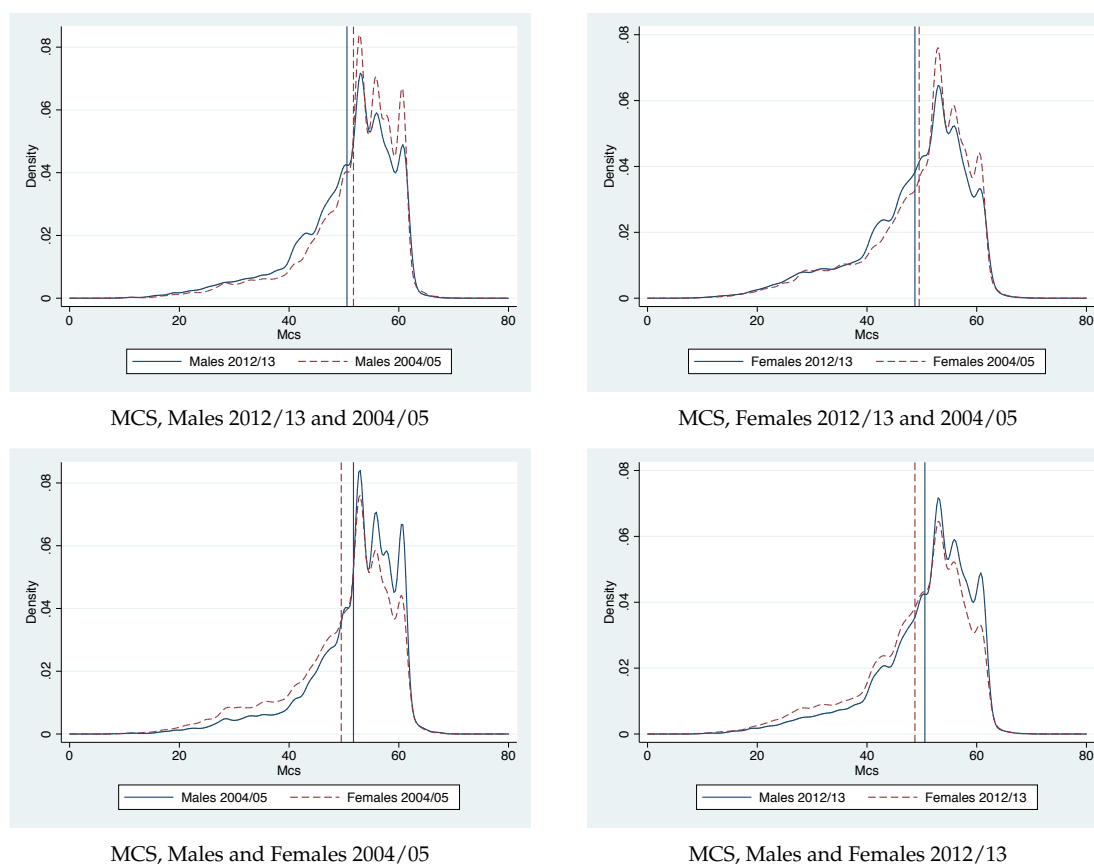 .08
.06
.04
.02
0
Density
0 20 40 60 80
Mcs
Males 2012/13 Males 2004/05
MCS, Males 2012/13 and 2004/05
.08
.06
.04
.02
0
Density
0 20 40 60 80
Mcs
Females 2012/13 Females 2004/05
MCS, Females 2012/13 and 2004/05
.08
.06
.04
.02
0
Density
0 20 40 60 80
Mcs
Males 2004/05 Females 2004/05
MCS, Males and Females 2004/05
.08
.06
.04
.02
0
Density
0 20 40 60 80
Mcs
Males 2012/13 Females 2012/13
MCS, Males and Females 2012/13